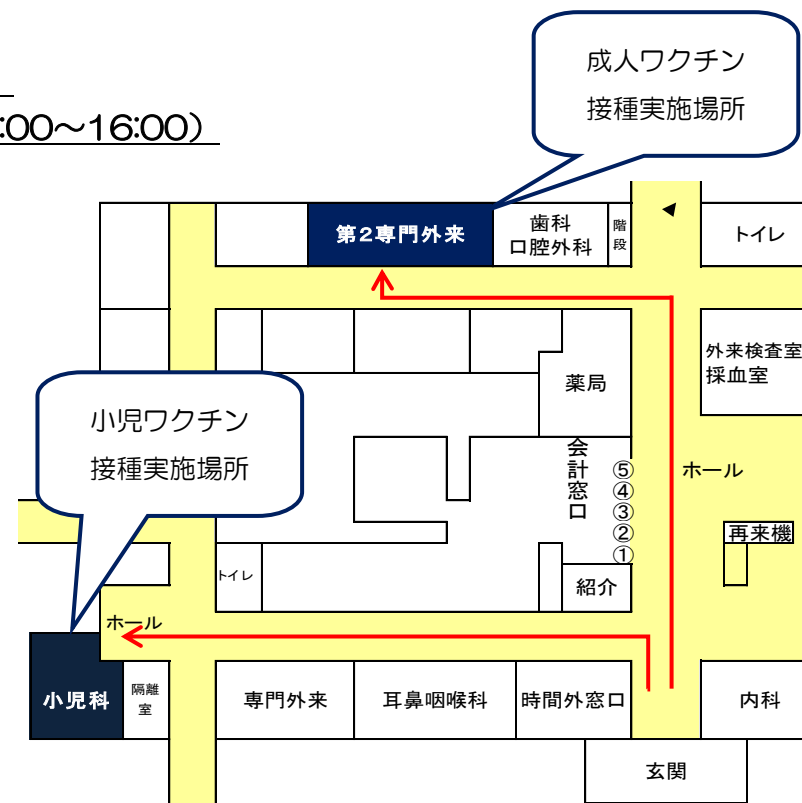 :00～16:00）
成人ワクチン
接種実施場所
第2専門外来
歯科
口腔外科
階
段
トイレ
外来検査室
採血室
薬局
小児ワクチン
接種実施場所
会計窓口
⑤
④
③
②
①
ホール
再来機
トイレ
紹介
ホール
小児科
隔離
室
専門外来
耳鼻咽喉科
時間外窓口
内科
玄関